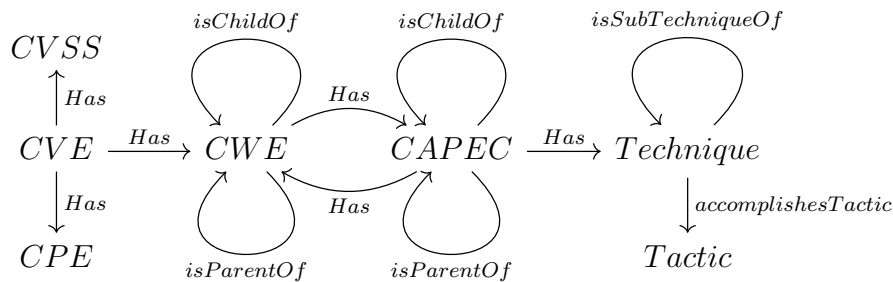 isChildOf isChildOf isSubTechniqueOf
CVSS
Has Has
CVE Has CWE CAPEC Has Technique
Has Has accomplishesTactic
CPE isParentOf isParentOf Tactic